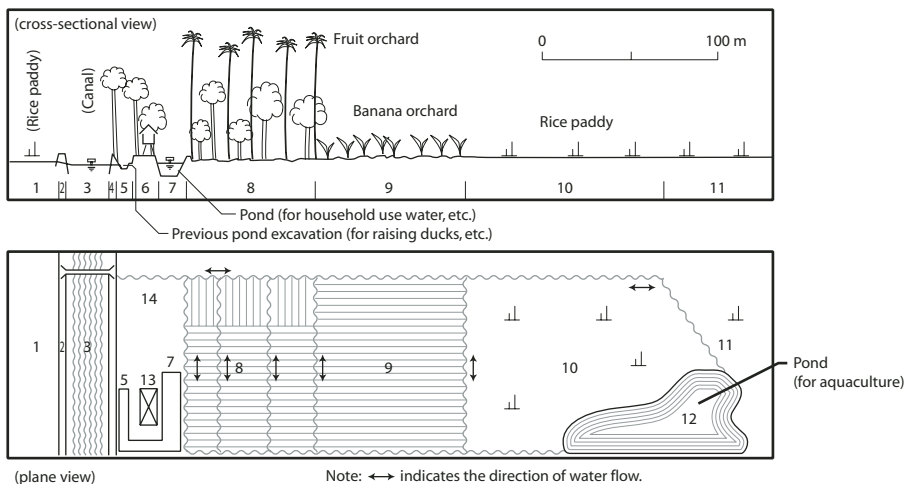 (cross-sectional view)
Fruit orchard
0 100 m
(Rice paddy)
(Canal)
Banana orchard
Rice paddy
1 2 3 4 5 6 7 8 9 10 11
Pond (for household use water, etc.)
Previous pond excavation (for raising ducks, etc.)
14
1 2 3
5 13 7
8 9 10 11
12
Pond
(for aquaculture)
(plane view)
Note: ↔ indicates the direction of water flow.